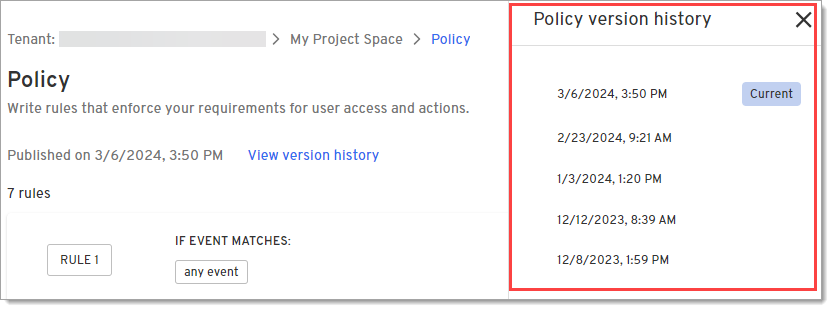 Tenant: > My Project Space > Policy
Policy
Write rules that enforce your requirements for user access and actions.
Published on 3/6/2024, 3:50 PM View version history
7 rules
RULE 1
IF EVENT MATCHES:
any event
Policy version history
3/6/2024, 3:50 PM Current
2/23/2024, 9:21 AM
1/3/2024, 1:20 PM
12/12/2023, 8:39 AM
12/8/2023, 1:59 PM